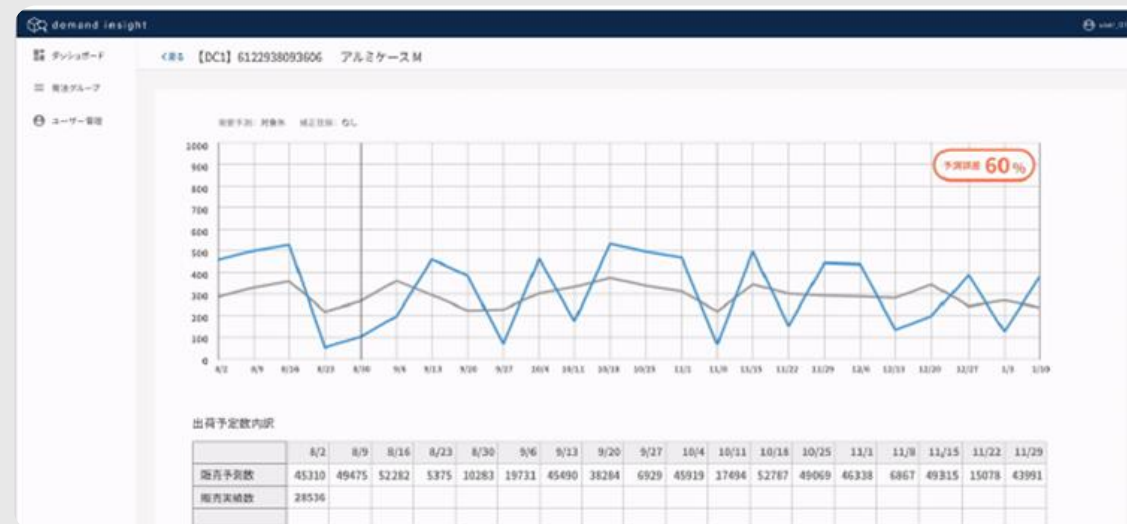 demand insight
ダッシュボード
発注グループ
ユーザー管理
<戻る 【DC1】6122938093606 アルミケース M
対象外 なし
予測誤差 60 %
1000
900
800
700
600
500
400
300
200
100
0
8/2 8/9 8/16 8/23 8/30 9/6 9/13 9/20 9/27 10/4 10/11 10/18 10/25 11/1 11/8 11/15 11/22 11/29 12/6 12/13 12/20 12/27 1/3 1/10
出荷予定数内訳
8/2 8/9 8/16 8/23 8/30 9/6 9/13 9/20 9/27 10/4 10/11 10/18 10/25 11/1 11/8 11/15 11/22 11/29
販売予測数 45310 49475 52282 5375 10283 19731 45490 38284 6929 45919 17494 52787 49069 46338 6867 49315 15078 43991
販売実績数 28536